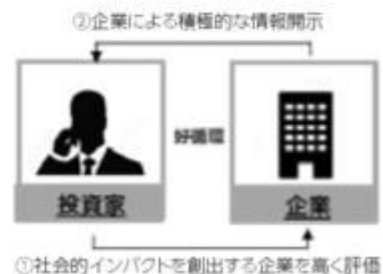 ②企業による積極的な情報開示
好循環
投資家
企業
①社会的インパクトを創出する企業を高く評価